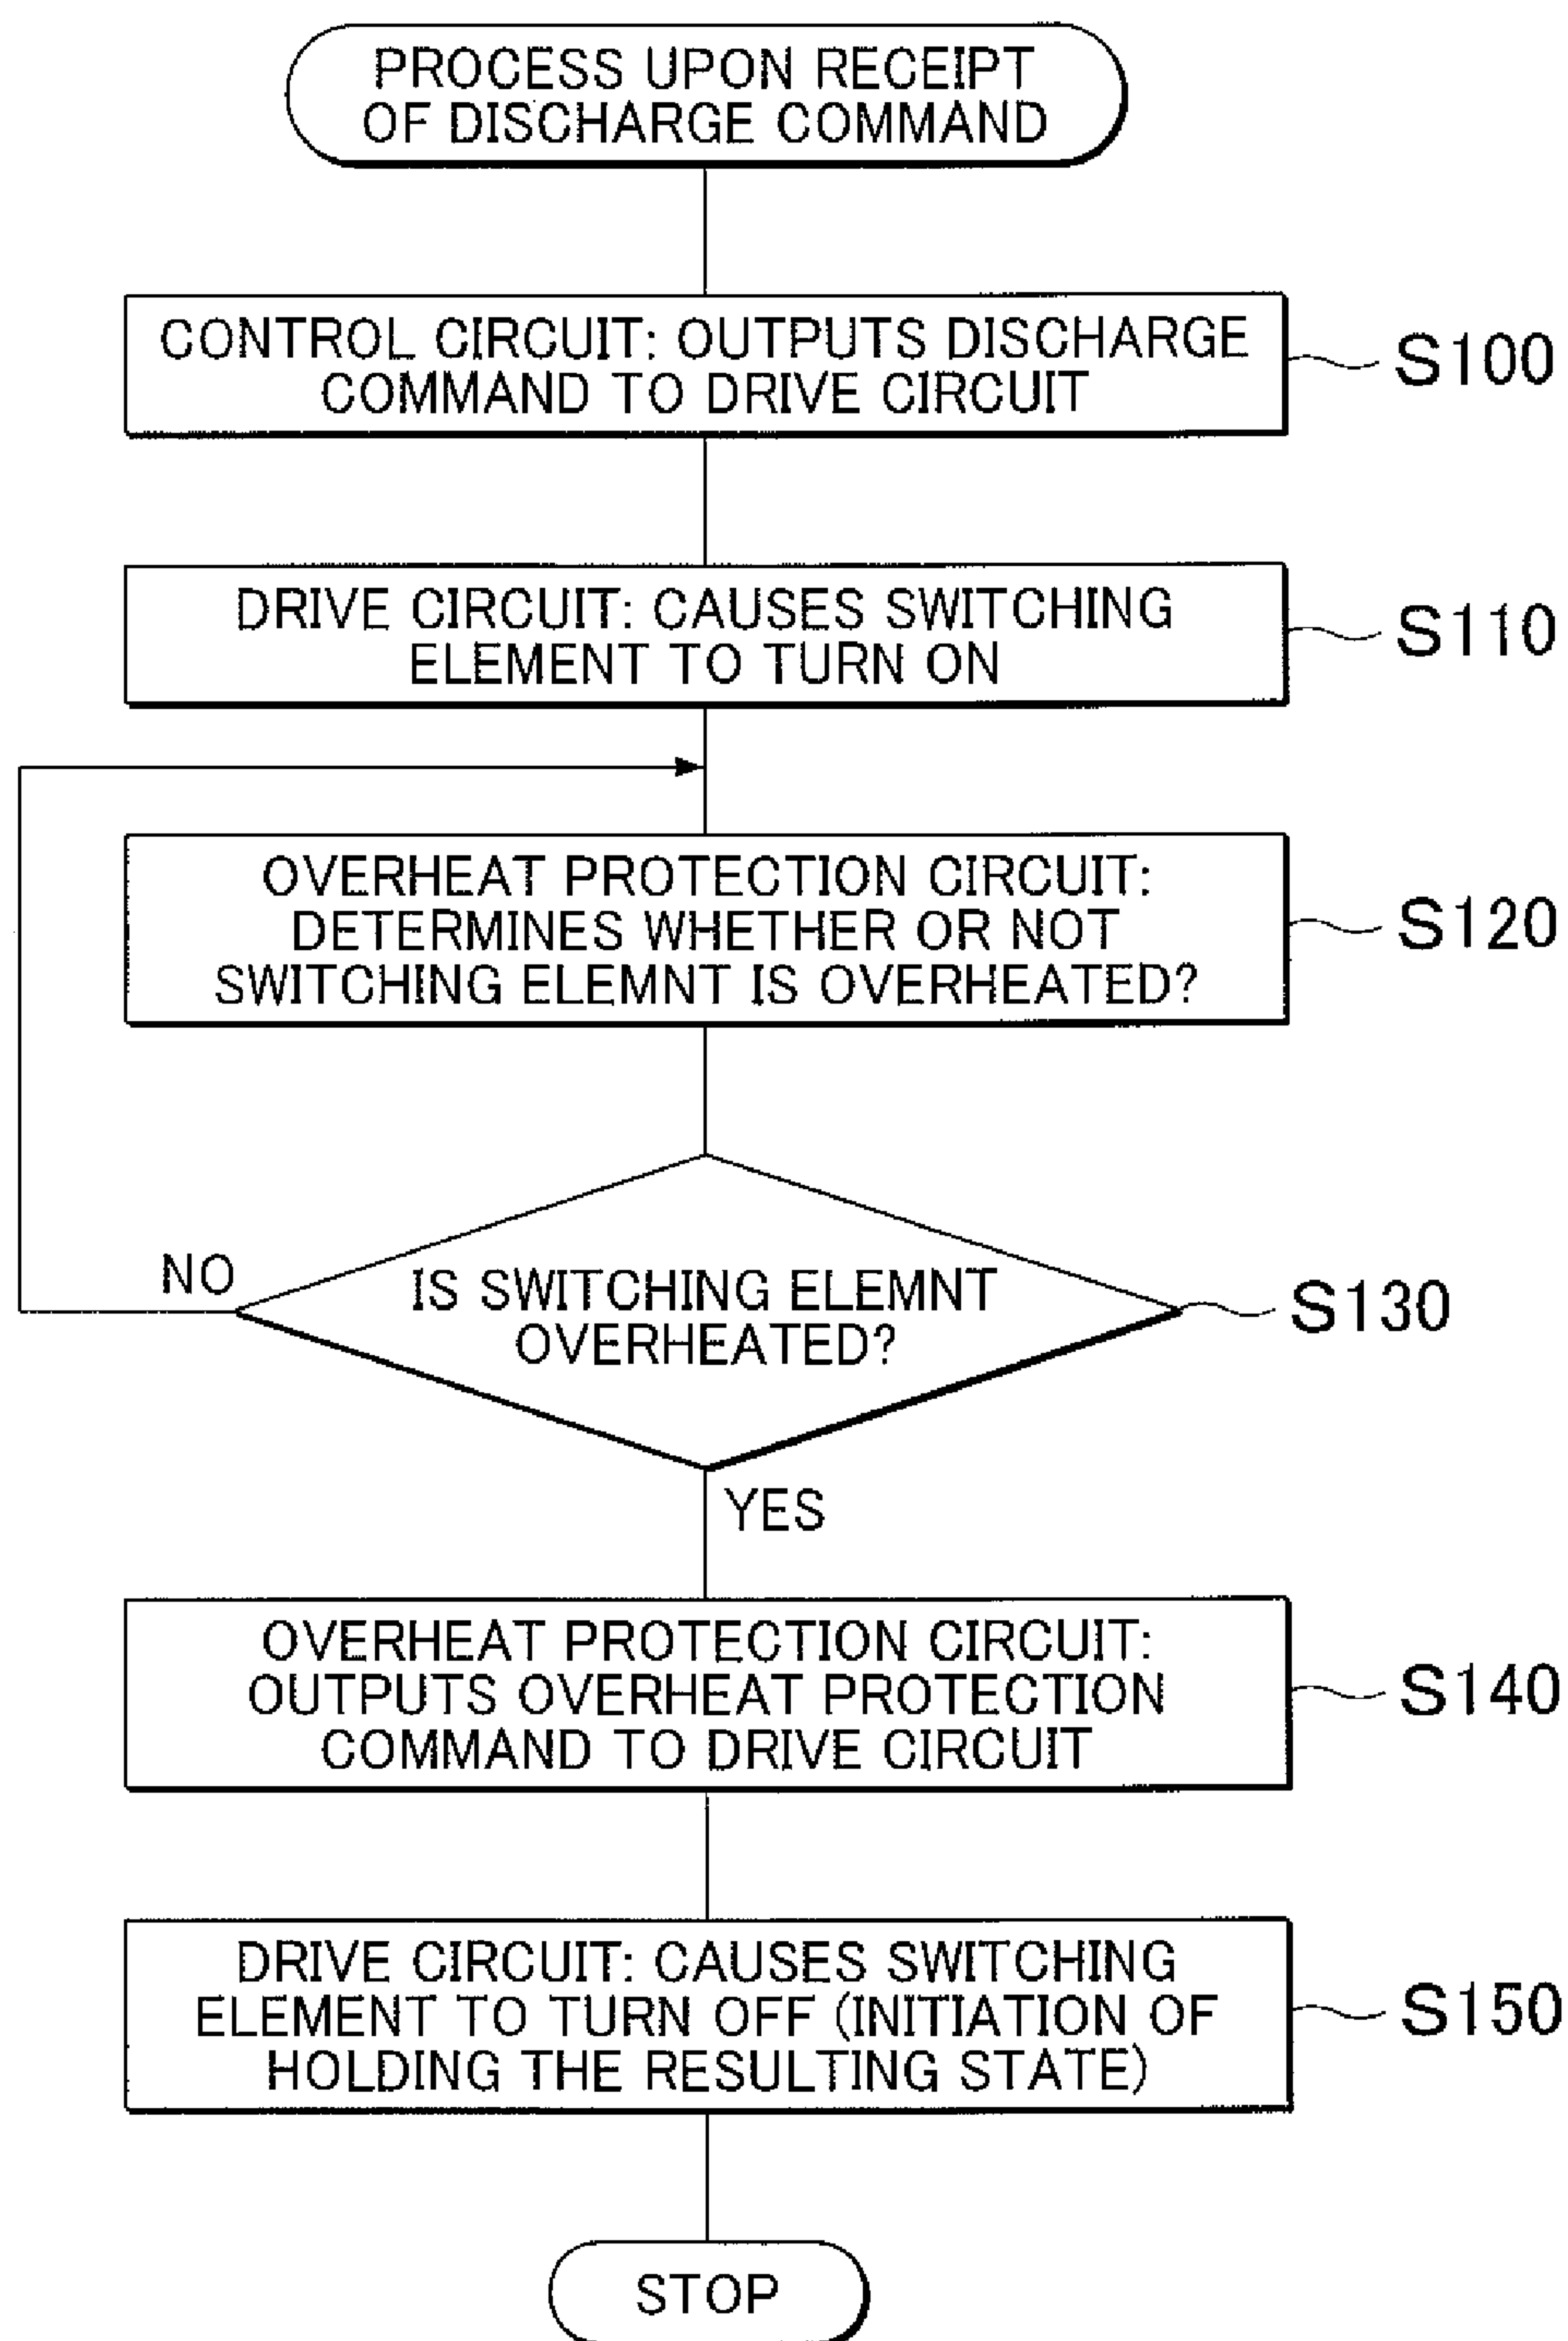 PROCESS UPON RECEIPT
OF DISCHARGE COMMAND
CONTROL CIRCUIT: OUTPUTS DISCHARGE
COMMAND TO DRIVE CIRCUIT
S100
DRIVE CIRCUIT: CAUSES SWITCHING
ELEMENT TO TURN ON
S110
OVERHEAT PROTECTION CIRCUIT:
DETERMINES WHETHER OR NOT
SWITCHING ELEMNT IS OVERHEATED?
S120
NO
IS SWITCHING ELEMNT
OVERHEATED?
S130
YES
OVERHEAT PROTECTION CIRCUIT:
OUTPUTS OVERHEAT PROTECTION
COMMAND TO DRIVE CIRCUIT
S140
DRIVE CIRCUIT: CAUSES SWITCHING
ELEMENT TO TURN OFF (INITIATION OF
HOLDING THE RESULTING STATE)
S150
STOP